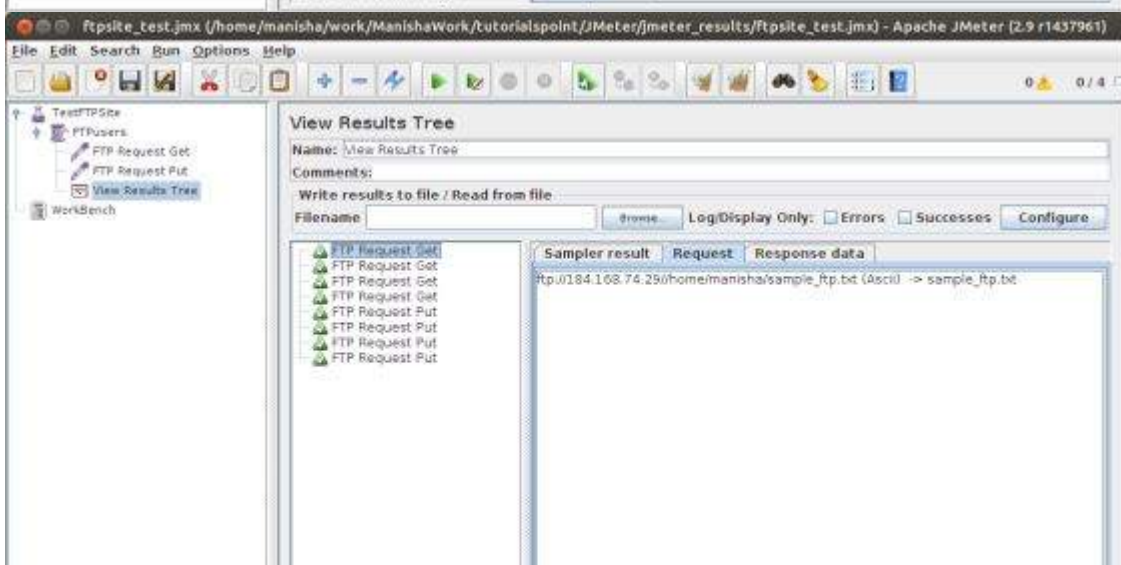 ftpsite_test.jmx (/home/manisha/work/ManishaWork/tutorialspoint/JMeter/jmeter_results/ftpsite_test.jmx) - Apache JMeter (2.9 r1437961)
File Edit Search Run Options Help
0 0 / 4
TestFTPSite
FTPusers
FTP Request Get
FTP Request Put
View Results Tree
WorkBench
View Results Tree
Name: View Results Tree
Comments:
Write results to file / Read from file
Filename Browse... Log/Display Only: Errors Successes Configure
FTP Request Get
FTP Request Get
FTP Request Get
FTP Request Get
FTP Request Put
FTP Request Put
FTP Request Put
FTP Request Put
Sampler result Request Response data
ftp://184.168.74.29//home/manisha/sample_ftp.txt (Ascii) -> sample_ftp.txt